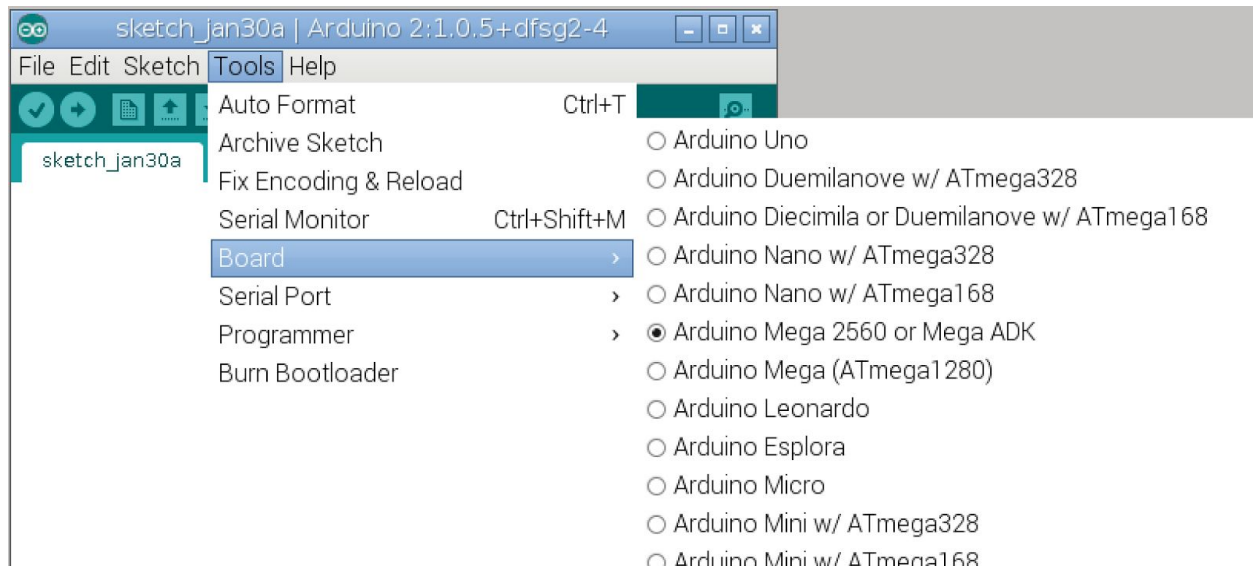 sketch_jan30a | Arduino 2:1.0.5+dfsg2-4
File Edit Sketch Tools Help
sketch_jan30a
Auto Format Ctrl+T
Archive Sketch
Fix Encoding & Reload
Serial Monitor Ctrl+Shift+M
Board
Serial Port
Programmer
Burn Bootloader
Arduino Uno
Arduino Duemilanove w/ ATmega328
Arduino Diecimila or Duemilanove w/ ATmega168
Arduino Nano w/ ATmega328
Arduino Nano w/ ATmega168
Arduino Mega 2560 or Mega ADK
Arduino Mega (ATmega1280)
Arduino Leonardo
Arduino Esplora
Arduino Micro
Arduino Mini w/ ATmega328
Arduino Mini w/ ATmega168